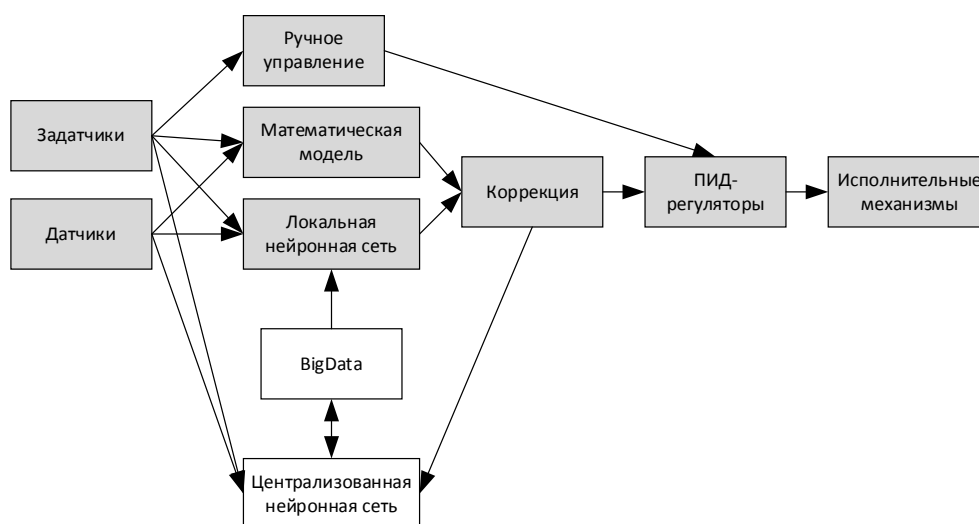 Ручное
управление
Задатчики
Математическая
модель
Датчики
Локальная
нейронная сеть
Коррекция
ПИД-
регуляторы
Исполнительные
механизмы
BigData
Централизованная
нейронная сеть